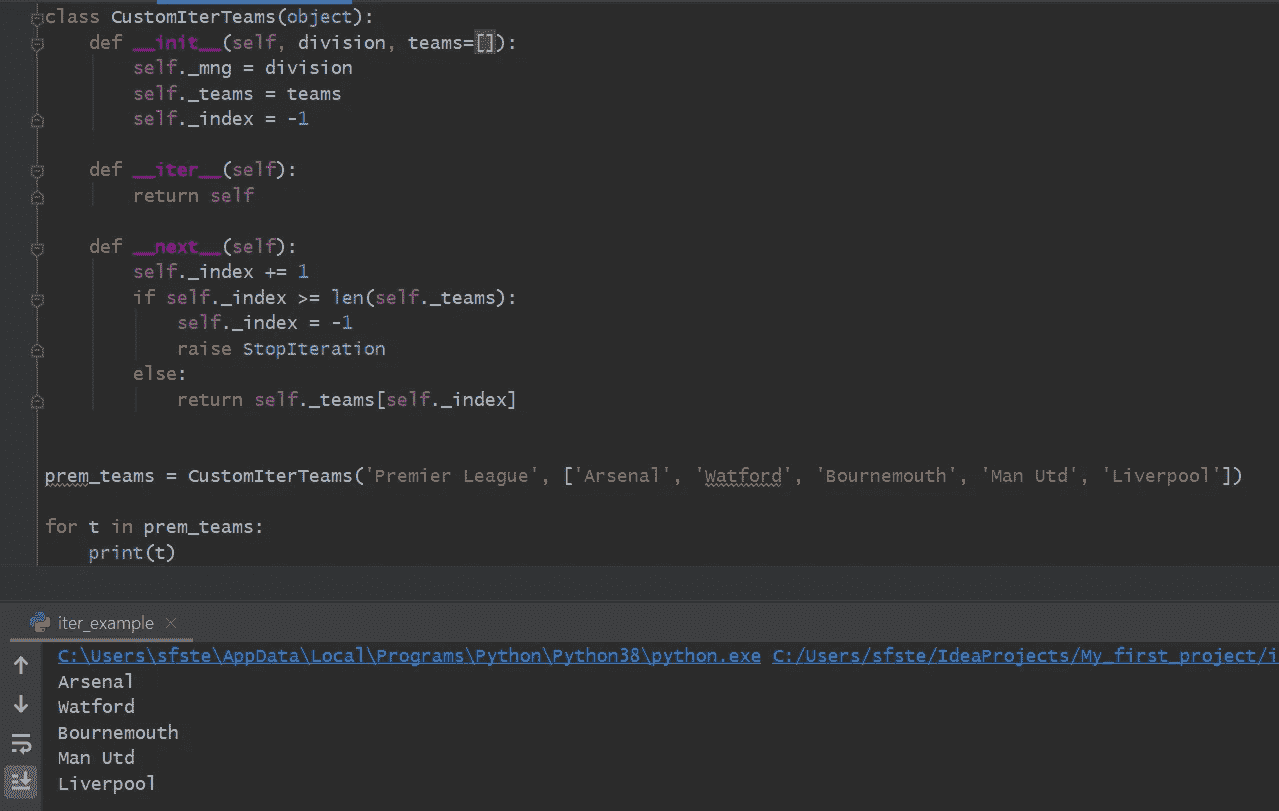 class CustomIterTeams(object):
    def __init__(self, division, teams=[]):
        self._mng = division
        self._teams = teams
        self._index = -1
    def __iter__(self):
        return self
    def __next__(self):
        self._index += 1
        if self._index >= len(self._teams):
            self._index = -1
            raise StopIteration
        else:
            return self._teams[self._index]
prem_teams = CustomIterTeams('Premier League', ['Arsenal', 'Watford', 'Bournemouth', 'Man Utd', 'Liverpool'])
for t in prem_teams:
    print(t)
iter_example
C:\Users\sfste\AppData\Local\Programs\Python\Python38\python.exe C:/Users/sfste/IdeaProjects/My_first_project/i
Arsenal
Watford
Bournemouth
Man Utd
Liverpool